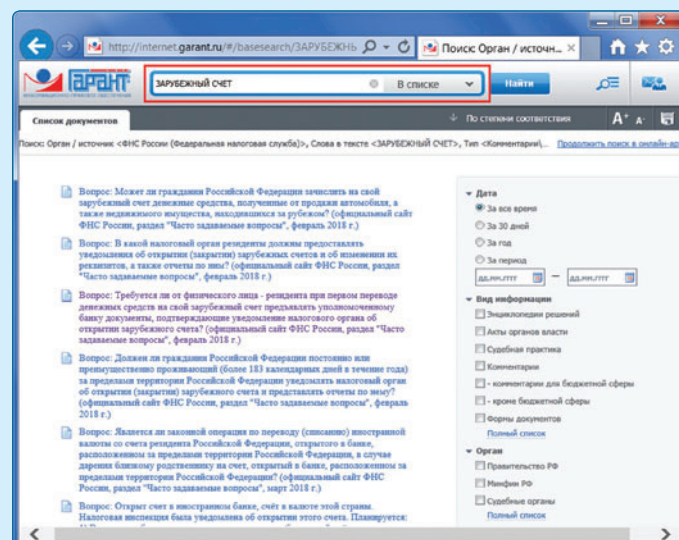 http://internet.garant.ru/#/basesearch/ЗАРУБЕЖНЬ
Поиск: Орган / источн...
ГАРАНТ
ИНФОРМАЦИОННО-ПРАВОВОЕ ОБЕСПЕЧЕНИЕ
ЗАРУБЕЖНЫЙ СЧЕТ
В списке
Найти
Список документов
По степени соответствия
A+ A-
Поиск: Орган / источник <ФНС России (Федеральная налоговая служба)>, Слова в тексте <ЗАРУБЕЖНЫЙ СЧЕТ>, Тип <Комментарии\... Продолжить поиск в онлайн-ар
Вопрос: Может ли гражданин Российской Федерации зачислить на свой
зарубежный счет денежные средства, полученные от продажи автомобиля, а
также недвижимого имущества, находившихся за рубежом? (официальный сайт
ФНС России, раздел "Часто задаваемые вопросы", февраль 2018 г.)
Вопрос: В какой налоговый орган резиденты должны предоставлять
уведомления об открытии (закрытии) зарубежных счетов и об изменении их
реквизитов, а также отчеты по ним? (официальный сайт ФНС России, раздел
"Часто задаваемые вопросы", февраль 2018 г.)
Вопрос: Требуется ли от физического лица - резидента при первом переводе
денежных средств на свой зарубежный счет предъявлять уполномоченному
банку документы, подтверждающие уведомление налогового органа об
открытии зарубежного счета? (официальный сайт ФНС России, раздел "Часто
задаваемые вопросы", февраль 2018 г.)
Вопрос: Должен ли гражданин Российской Федерации постоянно или
преимущественно проживающий (более 183 календарных дней в течение года)
за пределами территории Российской Федерации уведомлять налоговый орган
об открытии (закрытии) зарубежного счета и представлять отчеты по нему?
(официальный сайт ФНС России, раздел "Часто задаваемые вопросы", февраль
2018 г.)
Вопрос: Является ли законной операция по переводу (списанию) иностранной
валюты со счета резидента Российской Федерации, открытого в банке,
расположенном за пределами территории Российской Федерации, в случае
дарения близкому родственнику на счет, открытый в банке, расположенном за
пределами территории Российской Федерации? (официальный сайт ФНС
России, раздел "Часто задаваемые вопросы", март 2018 г.)
Вопрос: Открыт счет в иностранном банке, счёт в валюте этой страны.
Налоговая инспекция была уведомлена об открытии этого счета. Планируется:
Дата
За все время
За 30 дней
За год
За период
дд.мм.гггг — дд.мм.гггг
Вид информации
Энциклопедия решений
Акты органов власти
Судебная практика
Комментарии
- комментарии для бюджетной сферы
- кроме бюджетной сферы
Формы документов
Полный список
Орган
Правительство РФ
Минфин РФ
Судебные органы
Полный список